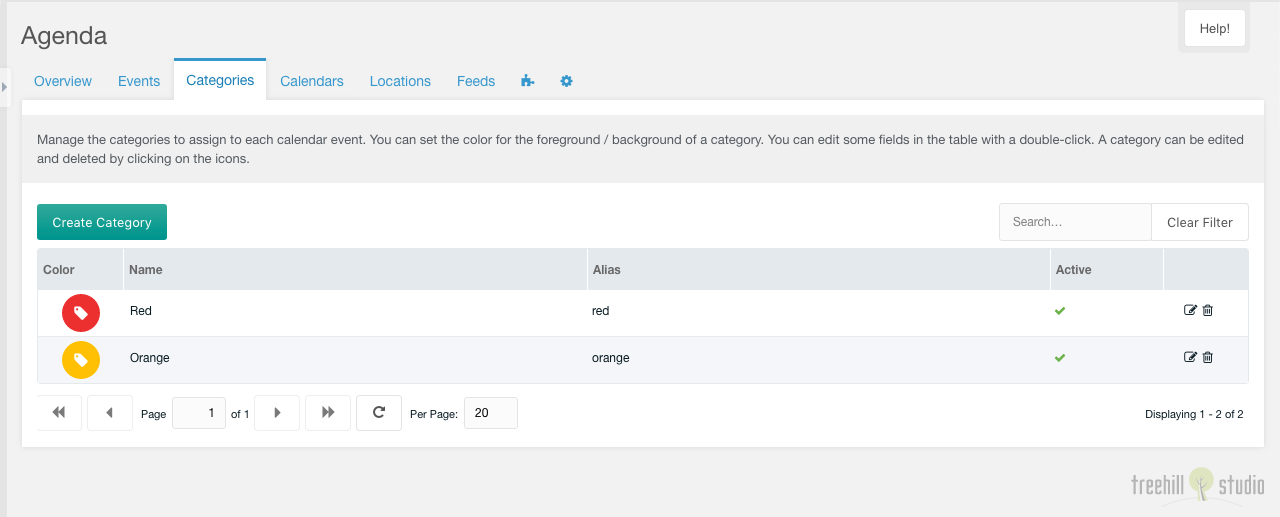 Agenda
Help!
Overview Events Categories Calendars Locations Feeds
Manage the categories to assign to each calendar event. You can set the color for the foreground / background of a category. You can edit some fields in the table with a double-click. A category can be edited
and deleted by clicking on the icons.
Create Category Search... Clear Filter
Color Name Alias Active
Red red
Orange orange
Page 1 of 1 Per Page: 20 Displaying 1 - 2 of 2
treehill studio